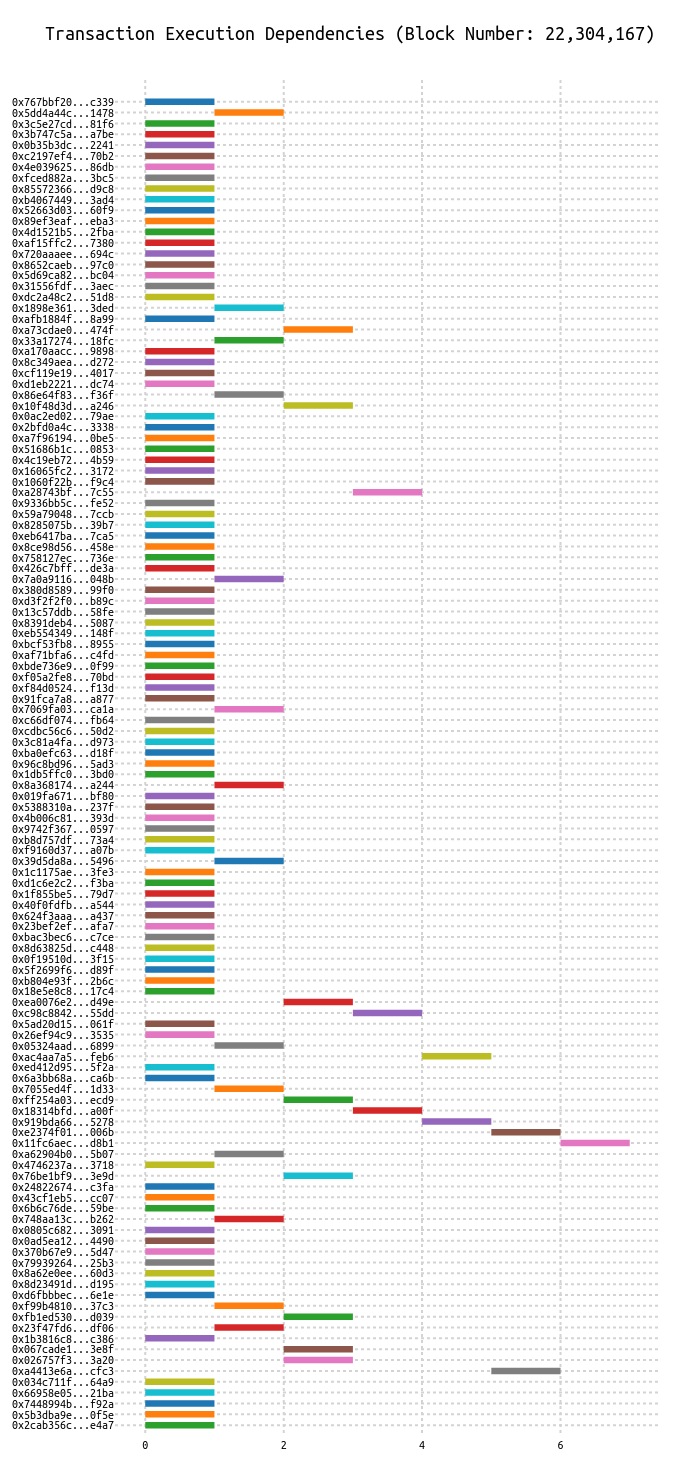 Transaction Execution Dependencies (Block Number: 22,304,167)
0x767bbf20...c339
0x5dd4a44c...1478
0x3c5e27cd...81f6
0x3b747c5a...a7be
0x0b35b3dc...2241
0xc2197ef4...70b2
0x4e039625...86db
0xfced882a...3bc5
0x85572366...d9c8
0xb4067449...3ad4
0x52663d03...60f9
0x89ef3eaf...eba3
0x4d1521b5...2fba
0xaf15ffc2...7380
0x720aaaee...694c
0x8652caeb...97c0
0x5d69ca82...bc04
0x31556fdf...3aec
0xdc2a48c2...51d8
0x1898e361...3ded
0xafb1884f...8a99
0xa73cdae0...474f
0x33a17274...18fc
0xa170aacc...9898
0x8c349aea...d272
0xcf119e19...4017
0xd1eb2221...dc74
0x86e64f83...f36f
0x10f48d3d...a246
0x0ac2ed02...79ae
0x2bfd0a4c...3338
0xa7f96194...0be5
0x51686b1c...0853
0x4c19eb72...4b59
0x16065fc2...3172
0x1060f22b...f9c4
0xa28743bf...7c55
0x9336bb5c...fe52
0x59a79048...7ccb
0x8285075b...39b7
0xeb6417ba...7ca5
0x8ce98d56...458e
0x758127ec...736e
0x426c7bff...de3a
0x7a0a9116...048b
0x380d8589...99f0
0xd3f2f2f0...b89c
0x13c57ddb...58fe
0x8391deb4...5087
0xeb554349...148f
0xbcf53fb8...8955
0xaf71bfa6...c4fd
0xbde736e9...0f99
0xf05a2fe8...70bd
0xf84d0524...f13d
0x91fca7a8...a877
0x7069fa03...ca1a
0xc66df074...fb64
0xcdbc56c6...50d2
0x3c81a4fa...d973
0xba0efc63...d18f
0x96c8bd96...5ad3
0x1db5ffc0...3bd0
0x8a368174...a244
0x019fa671...bf80
0x5388310a...237f
0x4b006c81...393d
0x9742f367...0597
0xb8d757df...73a4
0xf9160d37...a07b
0x39d5da8a...5496
0x1c1175ae...3fe3
0xd1c6e2c2...f3ba
0x1f855be5...79d7
0x40f0fdfb...a544
0x624f3aaa...a437
0x23bef2ef...afa7
0xbac3bec6...c7ce
0x8d63825d...c448
0x0f19510d...3f15
0x5f2699f6...d89f
0xb804e93f...2b6c
0x18e5e8c8...17c4
0xea0076e2...d49e
0xc98c8842...55dd
0x5ad20d15...061f
0x26ef94c9...3535
0x05324aad...6899
0xac4aa7a5...feb6
0xed412d95...5f2a
0x6a3bb68a...ca6b
0x7055ed4f...1d33
0xff254a03...ecd9
0x18314bfd...a00f
0x919bda66...5278
0xe2374f01...006b
0x11fc6aec...d8b1
0xa62904b0...5b07
0x4746237a...3718
0x76be1bf9...3e9d
0x24822674...c3fa
0x43cf1eb5...cc07
0x6b6c76de...59be
0x748aa13c...b262
0x0805c682...3091
0x0ad5ea12...4490
0x370b67e9...5d47
0x79939264...25b3
0x8a62e0ee...60d3
0x8d23491d...d195
0xd6fbbbec...6e1e
0xf99b4810...37c3
0xfb1ed530...d039
0x23f47fd6...df06
0x1b3816c8...c386
0x067cade1...3e8f
0x026757f3...3a20
0xa4413e6a...cfc3
0x034c711f...64a9
0x66958e05...21ba
0x7448994b...f92a
0x5b3dba9e...0f5e
0x2cab356c...e4a7
0 2 4 6